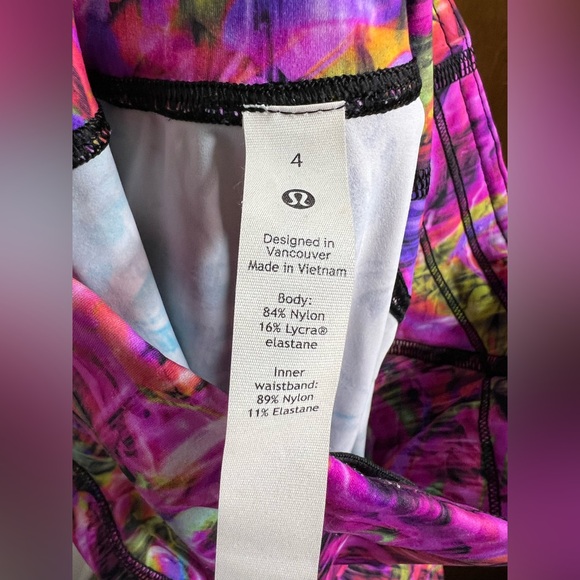 4
Designed in
Vancouver
Made in Vietnam
Body:
84% Nylon
16% Lycra®
elastane
Inner
waistband:
89% Nylon
11% Elastane